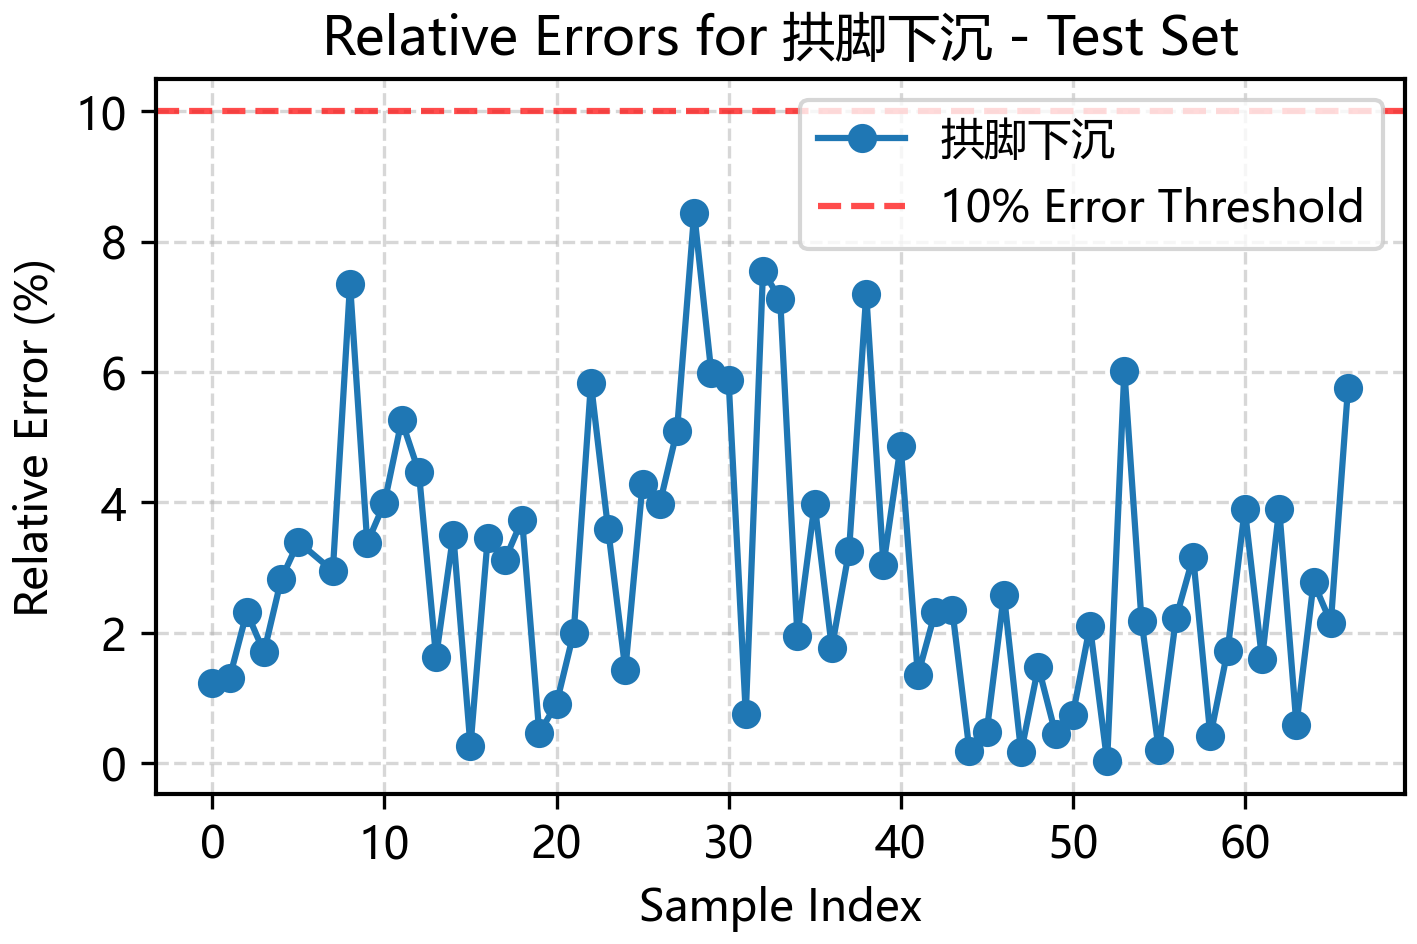 Relative Errors for 拱脚下沉 - Test Set
10
8
6
4
2
0
Relative Error (%)
拱脚下沉
10% Error Threshold
0 10 20 30 40 50 60
Sample Index